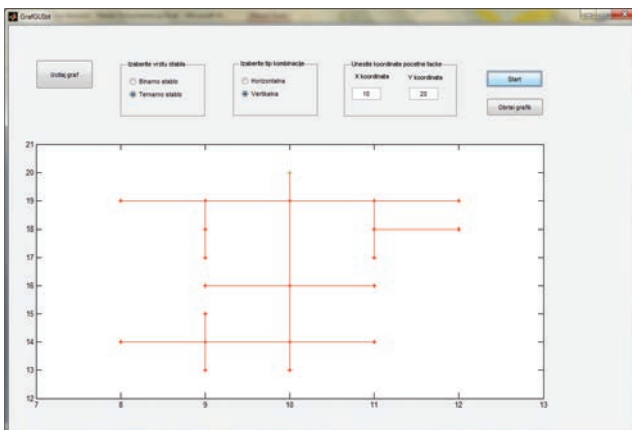 GrafGUIbt
Izcitaj graf
Izaberite vrstu stabla
Binarno stablo
Ternarno stablo
Izaberite tip kombinacije
Horizontalna
Vertikalna
Unesite koordinate pocetne tacke
X koordinata
Y koordinata
10
20
Start
Obrisi grafik
21
20
19
18
17
16
15
14
13
12
7
8
9
10
11
12
13